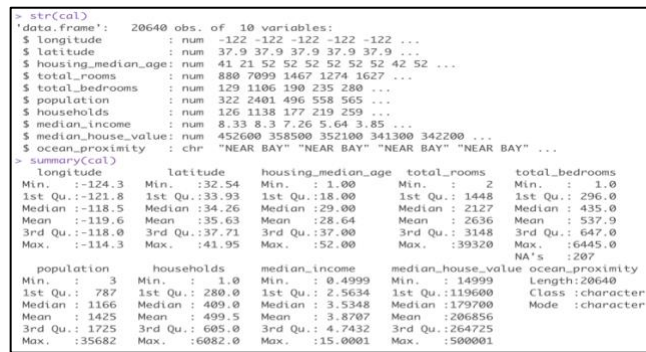 > str(cal)
'data.frame':   20640 obs. of  10 variables:
 $ longitude         : num  -122 -122 -122 -122 -122 ...
 $ latitude          : num  37.9 37.9 37.9 37.9 37.9 ...
 $ housing_median_age: num  41 21 52 52 52 52 52 52 42 52 ...
 $ total_rooms       : num  880 7099 1467 1274 1627 ...
 $ total_bedrooms    : num  129 1106 190 235 280 ...
 $ population        : num  322 2401 496 558 565 ...
 $ households        : num  126 1138 177 219 259 ...
 $ median_income     : num  8.33 8.3 7.26 5.64 3.85 ...
 $ median_house_value: num  452600 358500 352100 341300 342200 ...
 $ ocean_proximity   : chr  "NEAR BAY" "NEAR BAY" "NEAR BAY" "NEAR BAY" ...
> summary(cal)
   longitude         latitude     housing_median_age  total_rooms    total_bedrooms
 Min.   :-124.3   Min.   :32.54   Min.   : 1.00      Min.   :    2   Min.   :   1.0
 1st Qu.:-121.8   1st Qu.:33.93   1st Qu.:18.00      1st Qu.: 1448   1st Qu.: 296.0
 Median :-118.5   Median :34.26   Median :29.00      Median : 2127   Median : 435.0
 Mean   :-119.6   Mean   :35.63   Mean   :28.64      Mean   : 2636   Mean   : 537.9
 3rd Qu.:-118.0   3rd Qu.:37.71   3rd Qu.:37.00      3rd Qu.: 3148   3rd Qu.: 647.0
 Max.   :-114.3   Max.   :41.95   Max.   :52.00      Max.   :39320   Max.   :6445.0
                                                                     NA's   :207
   population      households     median_income     median_house_value ocean_proximity
 Min.   :    3   Min.   :   1.0   Min.   : 0.4999   Min.   : 14999     Length:20640
 1st Qu.:  787   1st Qu.: 280.0   1st Qu.: 2.5634   1st Qu.:119600     Class :character
 Median : 1166   Median : 409.0   Median : 3.5348   Median :179700     Mode  :character
 Mean   : 1425   Mean   : 499.5   Mean   : 3.8707   Mean   :206856
 3rd Qu.: 1725   3rd Qu.: 605.0   3rd Qu.: 4.7432   3rd Qu.:264725
 Max.   :35682   Max.   :6082.0   Max.   :15.0001   Max.   :500001